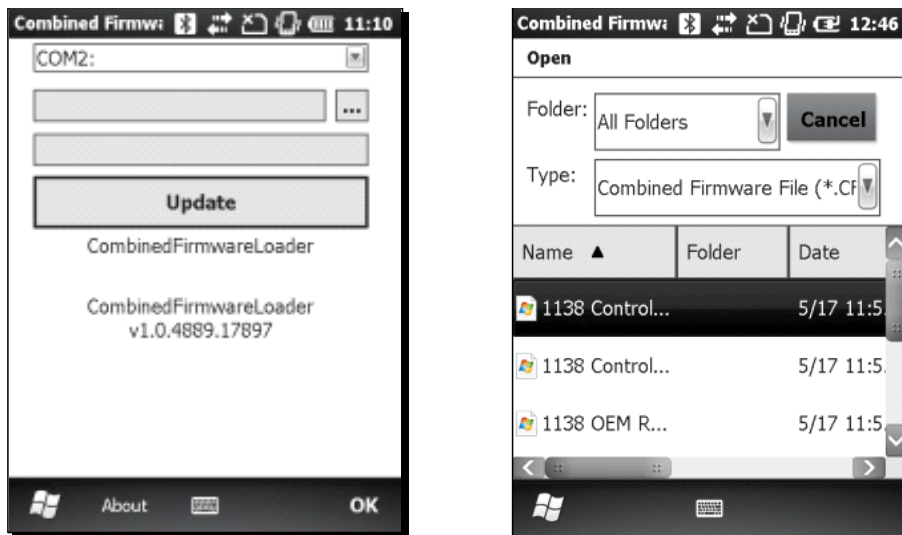 Combined Firmwa 11:10
COM2:
...
Update
CombinedFirmwareLoader
CombinedFirmwareLoader
v1.0.4889.17897
About OK
Combined Firmwa 12:46
Open
Folder: All Folders Cancel
Type: Combined Firmware File (*.CF
Name ▲ Folder Date
1138 Control... 5/17 11:5
1138 Control... 5/17 11:5
1138 OEM R... 5/17 11:5